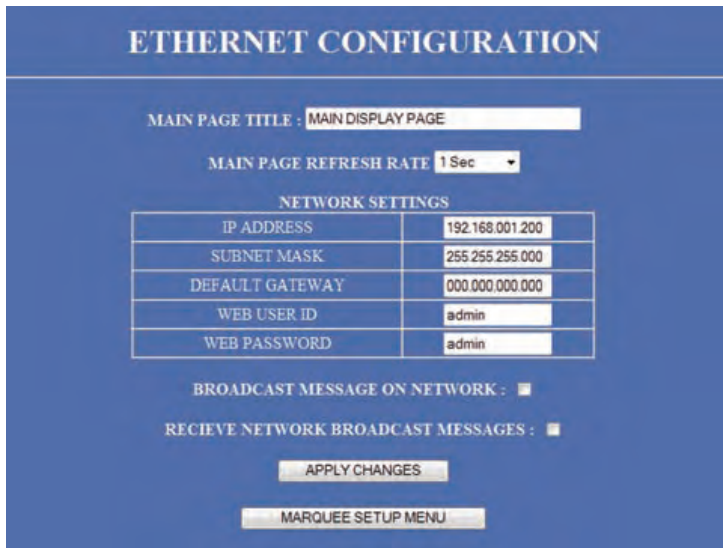 ETHERNET CONFIGURATION
MAIN PAGE TITLE : MAIN DISPLAY PAGE
MAIN PAGE REFRESH RATE 1 Sec
NETWORK SETTINGS
IP ADDRESS 192.168.001.200
SUBNET MASK 255.255.255.000
DEFAULT GATEWAY 000.000.000.000
WEB USER ID admin
WEB PASSWORD admin
BROADCAST MESSAGE ON NETWORK :
RECIEVE NETWORK BROADCAST MESSAGES :
APPLY CHANGES
MARQUEE SETUP MENU